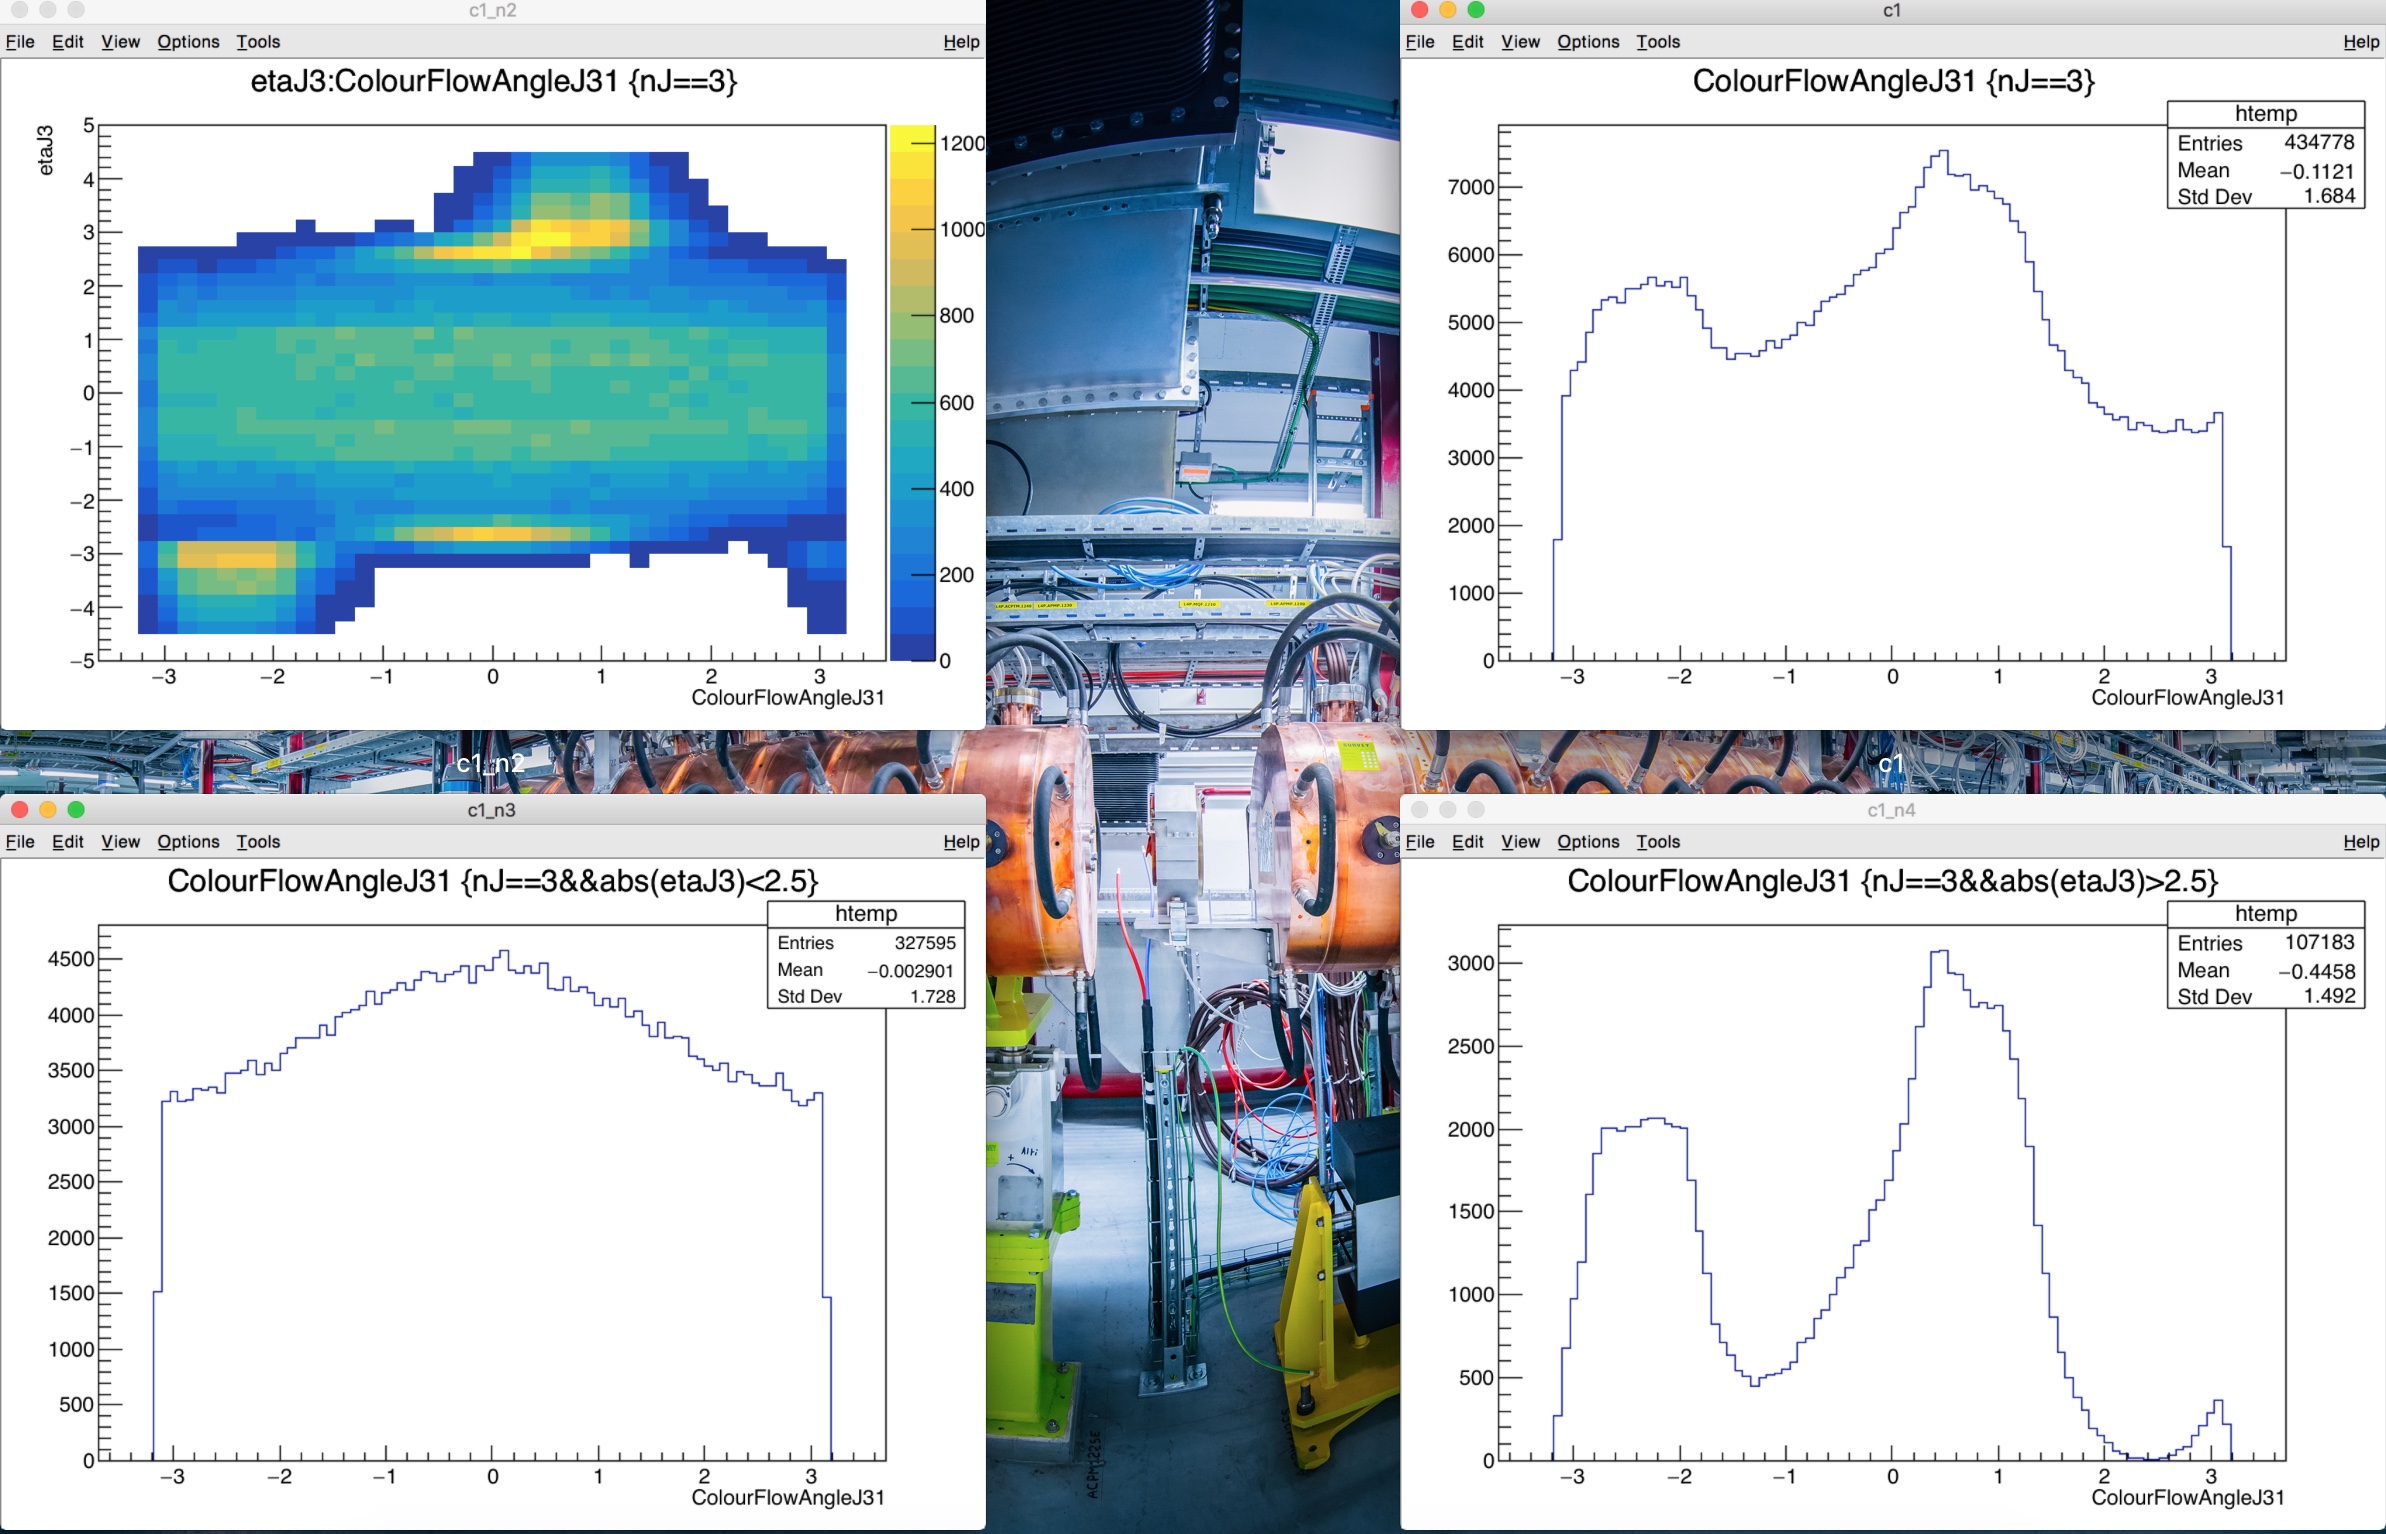 c1_n2
File Edit View Options Tools Help
etaJ3:ColourFlowAngleJ31 {nJ==3}
etaJ3
5
4
3
2
1
0
−1
−2
−3
−4
−5
−3 −2 −1 0 1 2 3
ColourFlowAngleJ31
1200
1000
800
600
400
200
0
c1
File Edit View Options Tools Help
ColourFlowAngleJ31 {nJ==3}
htemp
Entries 434778
Mean −0.1121
Std Dev 1.684
7000
6000
5000
4000
3000
2000
1000
0
−3 −2 −1 0 1 2 3
ColourFlowAngleJ31
c1_n2
c1
SURVEY
c1_n3
File Edit View Options Tools Help
ColourFlowAngleJ31 {nJ==3&&abs(etaJ3)<2.5}
htemp
Entries 327595
Mean −0.002901
Std Dev 1.728
4500
4000
3500
3000
2500
2000
1500
1000
500
0
−3 −2 −1 0 1 2 3
ColourFlowAngleJ31
c1_n4
File Edit View Options Tools Help
ColourFlowAngleJ31 {nJ==3&&abs(etaJ3)>2.5}
htemp
Entries 107183
Mean −0.4458
Std Dev 1.492
3000
2500
2000
1500
1000
500
0
−3 −2 −1 0 1 2 3
ColourFlowAngleJ31